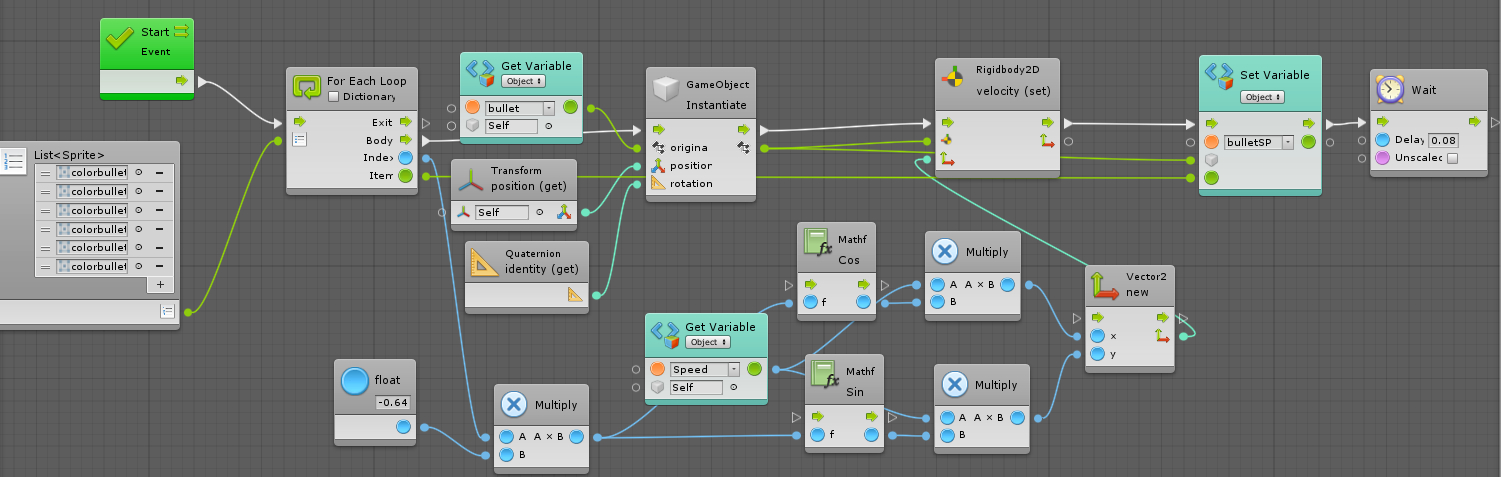 Start
Event
For Each Loop
Dictionary
Exit
Body
Index
Item
List<Sprite>
colorbullet
colorbullet
colorbullet
colorbullet
colorbullet
colorbullet
+
Get Variable
Object
bullet
Self
Transform
position (get)
Self
Quaternion
identity (get)
GameObject
Instantiate
origina
position
rotation
Rigidbody2D
velocity (set)
Set Variable
Object
bulletSP
Wait
Delay 0.08
Unscaled
float
-0.64
Multiply
A A × B
B
Get Variable
Object
Speed
Self
Mathf
Cos
f
Mathf
Sin
f
Multiply
A A × B
B
Multiply
A A × B
B
Vector2
new
x
y